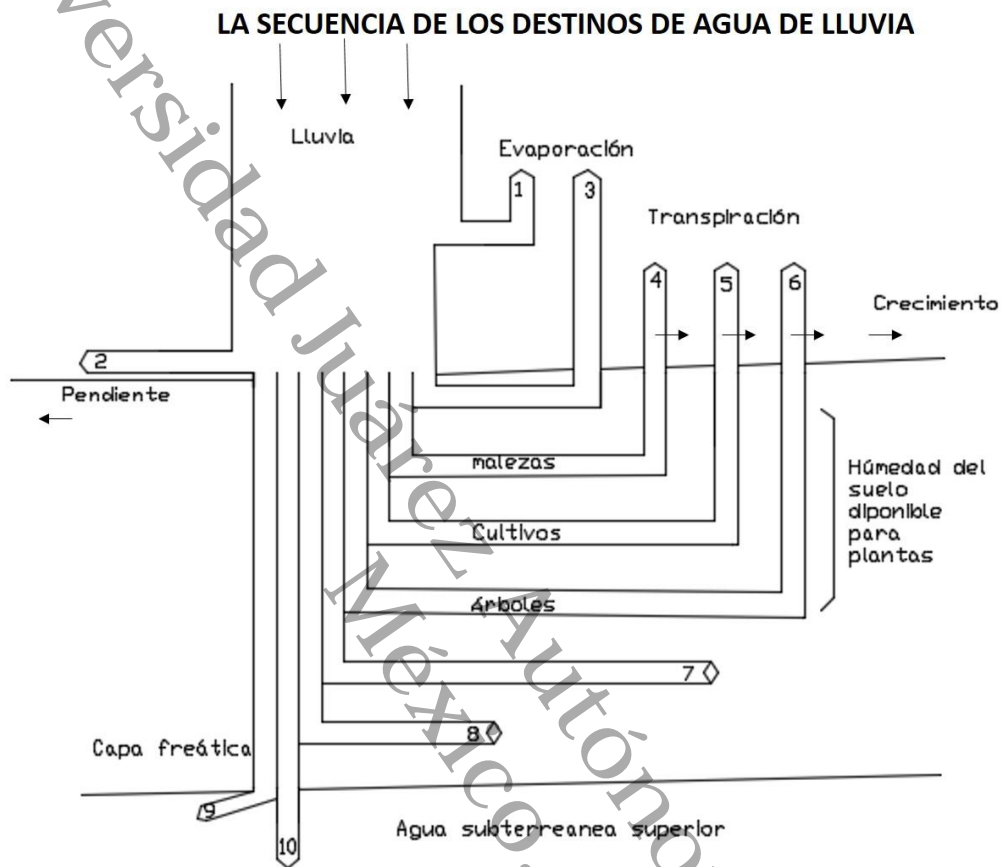 LA SECUENCIA DE LOS DESTINOS DE AGUA DE LLUVIA
Lluvia
Evaporación
1
3
Transpiración
4
5
6
Crecimiento
2
Pendiente
malezas
Cultivos
Árboles
Húmedad del
suelo
diponible
para
plantas
7
8
Capa freática
9
10
Agua subterreanea superior
Juárez Autónom
México.